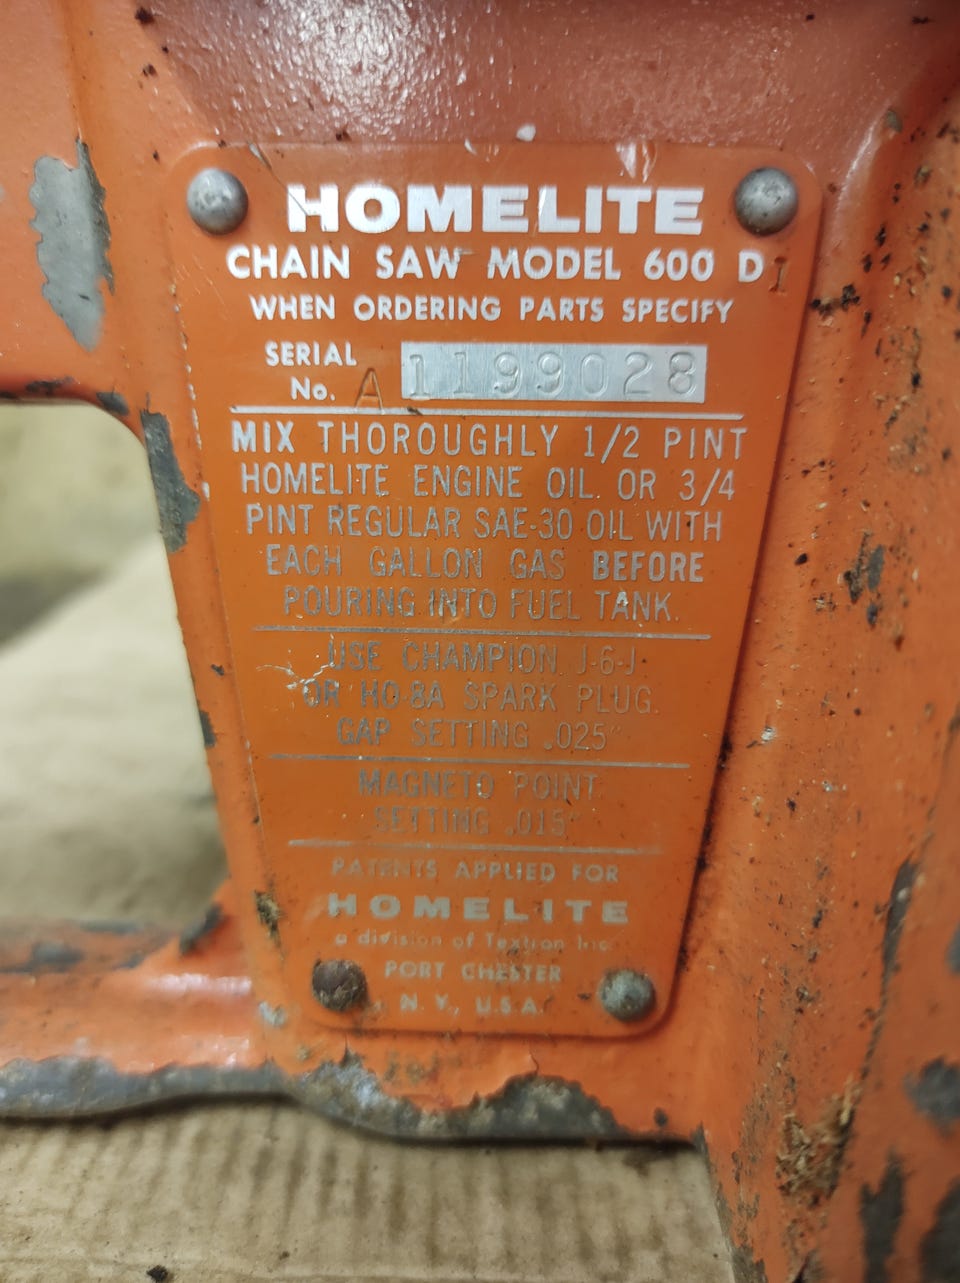 HOMELITE
CHAIN SAW MODEL 600 D1
WHEN ORDERING PARTS SPECIFY
SERIAL
No. A 1199028
MIX THOROUGHLY 1/2 PINT
HOMELITE ENGINE OIL. OR 3/4
PINT REGULAR SAE-30 OIL WITH
EACH GALLON GAS BEFORE
POURING INTO FUEL TANK.
USE CHAMPION J-6-J
OR HO-8A SPARK PLUG.
GAP SETTING .025"
MAGNETO POINT
SETTING .015"
PATENTS APPLIED FOR
HOMELITE
a division of Textron Inc.
PORT CHESTER
N. Y., U.S.A.